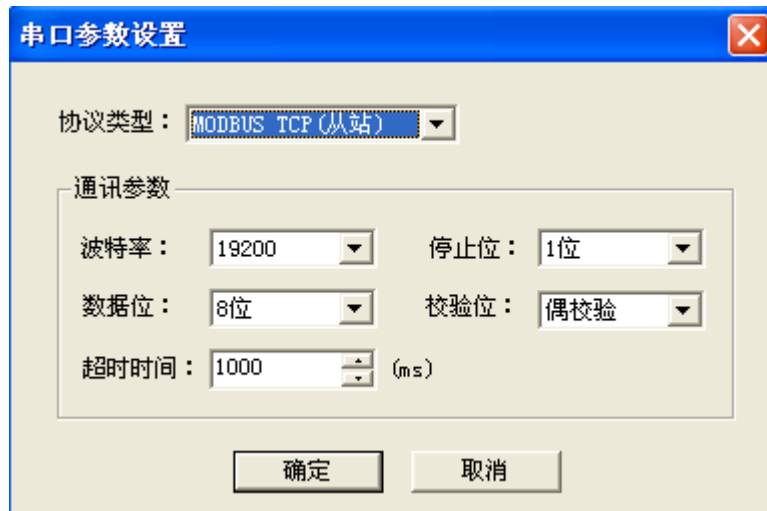 串口参数设置
协议类型： MODBUS TCP(从站)
通讯参数
波特率： 19200 停止位： 1位
数据位： 8位 校验位： 偶校验
超时时间： 1000 (ms)
确定 取消